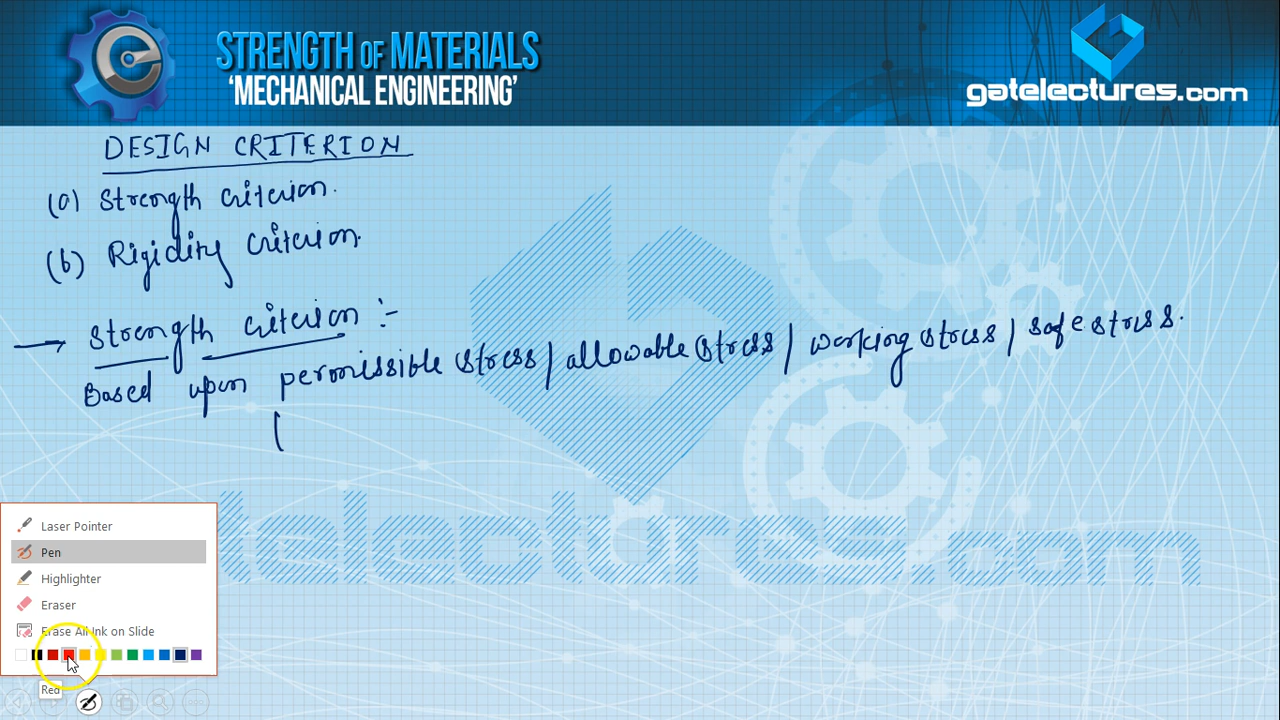 STRENGTH OF MATERIALS
'MECHANICAL ENGINEERING'
gatelectures.com
DESIGN CRITERION
(a) Strength criterion.
(b) Rigidity criterion.
→ Strength criterion :-
Based upon permissible stress / allowable stress / working stress / safe stress.
(
Laser Pointer
Pen
Highlighter
Eraser
Erase All Ink on Slide
Red
telectures.com